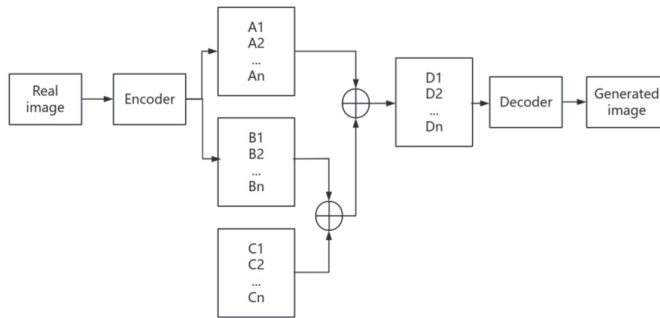 Real
image
Encoder
A1
A2
...
An
B1
B2
...
Bn
C1
C2
...
Cn
D1
D2
...
Dn
Decoder
Generated
image